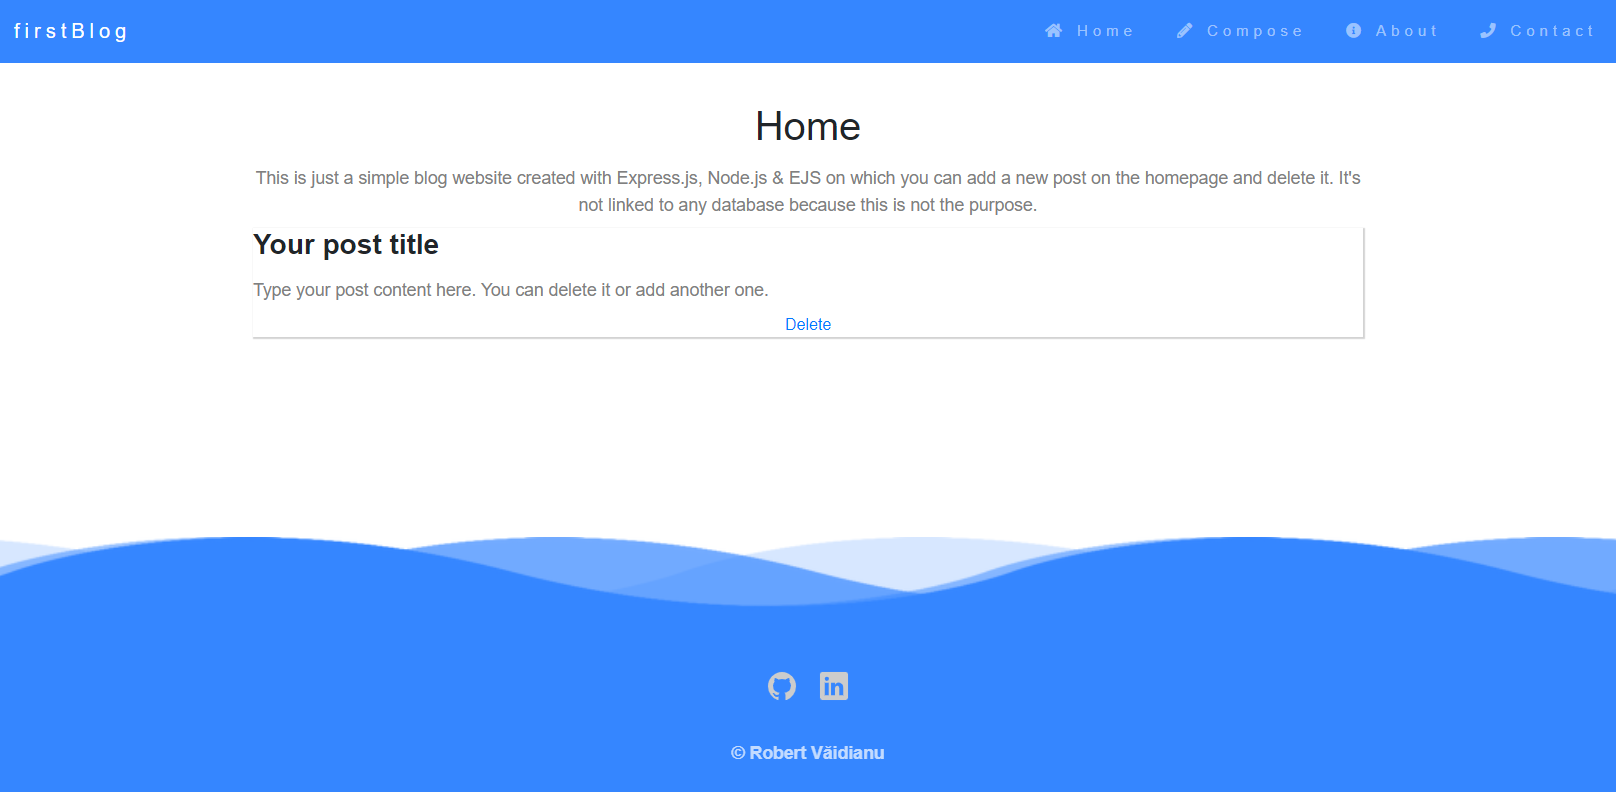 firstBlog
Home
Compose
About
Contact
Home
This is just a simple blog website created with Express.js, Node.js & EJS on which you can add a new post on the homepage and delete it. It's
not linked to any database because this is not the purpose.
Your post title
Type your post content here. You can delete it or add another one.
Delete
© Robert Văidianu